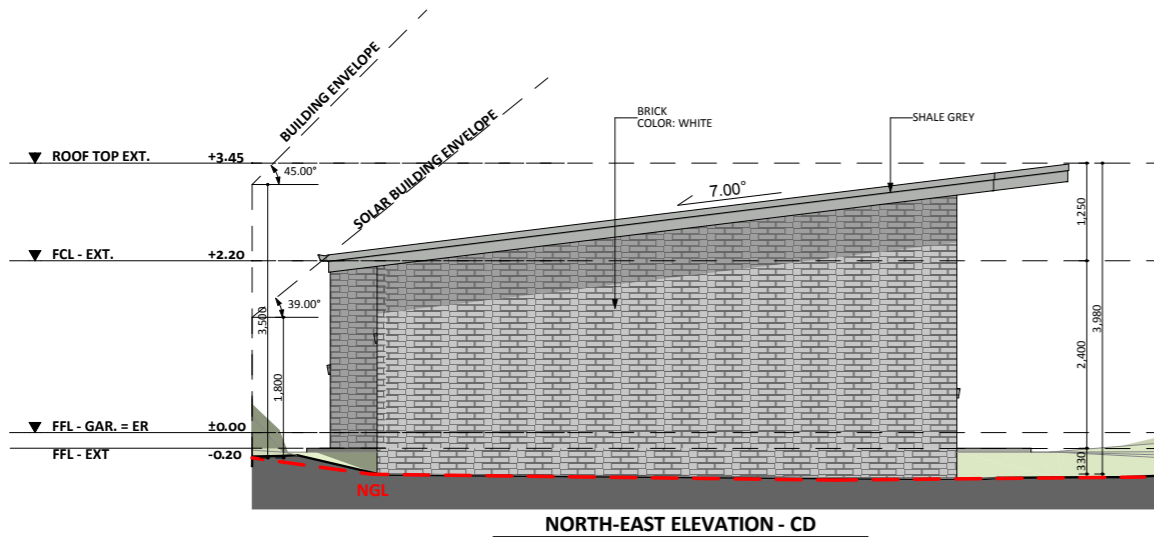 BUILDING ENVELOPE
SOLAR BUILDING ENVELOPE
BRICK
COLOR: WHITE
SHALE GREY
ROOF TOP EXT. +3.45
45.00°
7.00°
1,250
FCL - EXT. +2.20
39.00°
3,500
1,800
3,980
2,400
FFL - GAR. = ER ±0.00
FFL - EXT -0.20
330
NGL
NORTH-EAST ELEVATION - CD